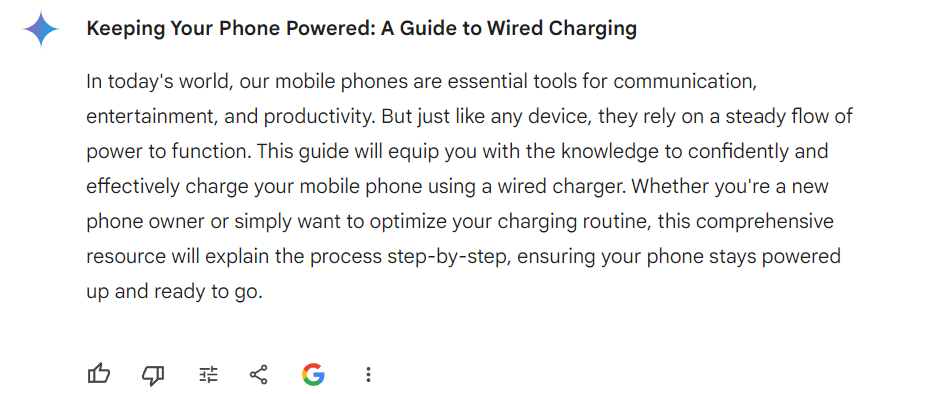 Keeping Your Phone Powered: A Guide to Wired Charging
In today's world, our mobile phones are essential tools for communication,
entertainment, and productivity. But just like any device, they rely on a steady flow of
power to function. This guide will equip you with the knowledge to confidently and
effectively charge your mobile phone using a wired charger. Whether you're a new
phone owner or simply want to optimize your charging routine, this comprehensive
resource will explain the process step-by-step, ensuring your phone stays powered
up and ready to go.